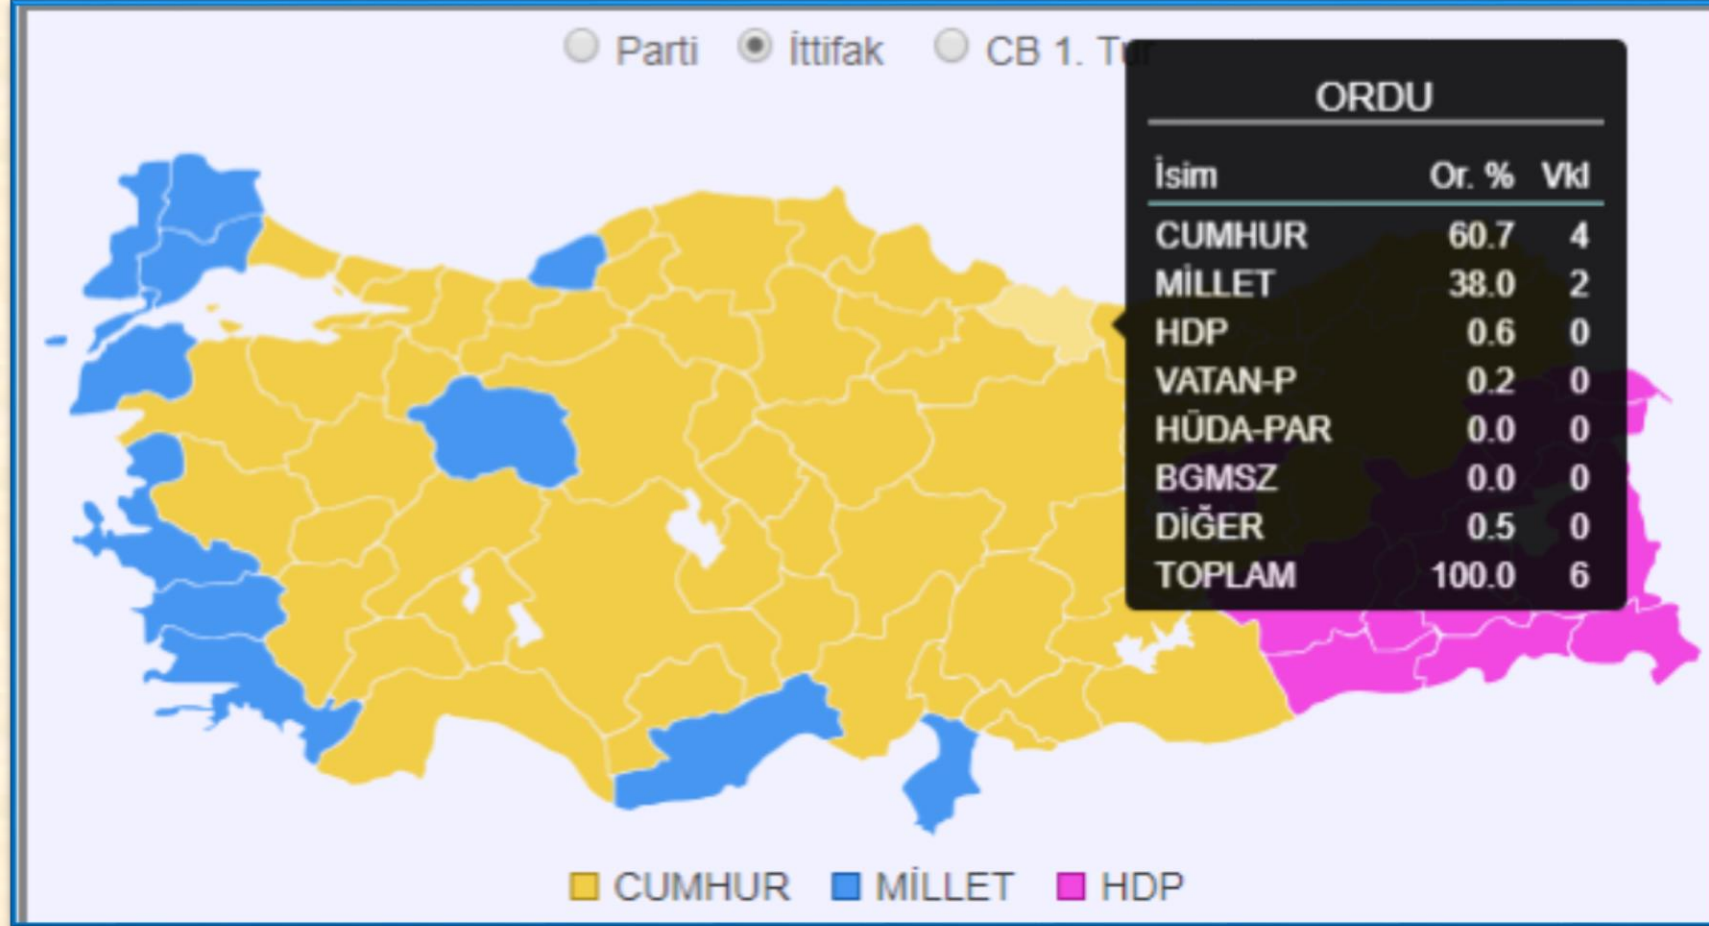 Parti İttifak CB 1. Tur
ORDU
İsim Or. % Vkl
CUMHUR 60.7 4
MİLLET 38.0 2
HDP 0.6 0
VATAN-P 0.2 0
HÜDA-PAR 0.0 0
BGMSZ 0.0 0
DİĞER 0.5 0
TOPLAM 100.0 6
CUMHUR MİLLET HDP